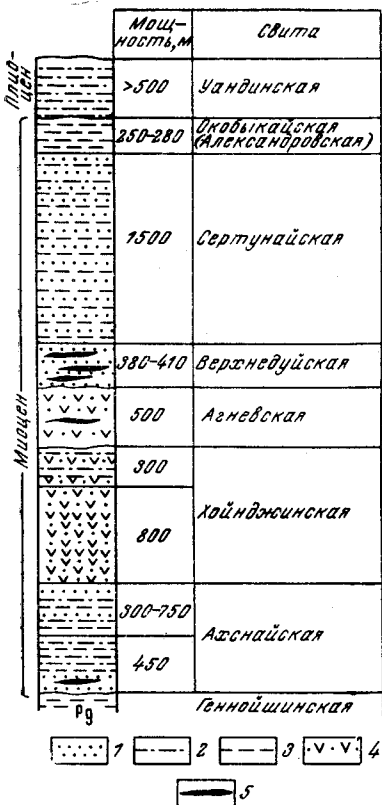 Мощ-
ность, м
Свита
Плио-
цен
>500
Уандинская
250-280
Окобыкайская
(Александровская)
1500
Сертунайская
Миоцен
380-410
Верхнедуйская
500
Агневская
300
800
Хойнджинская
300-750
450
Ахснайская
Pg
Геннойшинская
1 2 3 4
5